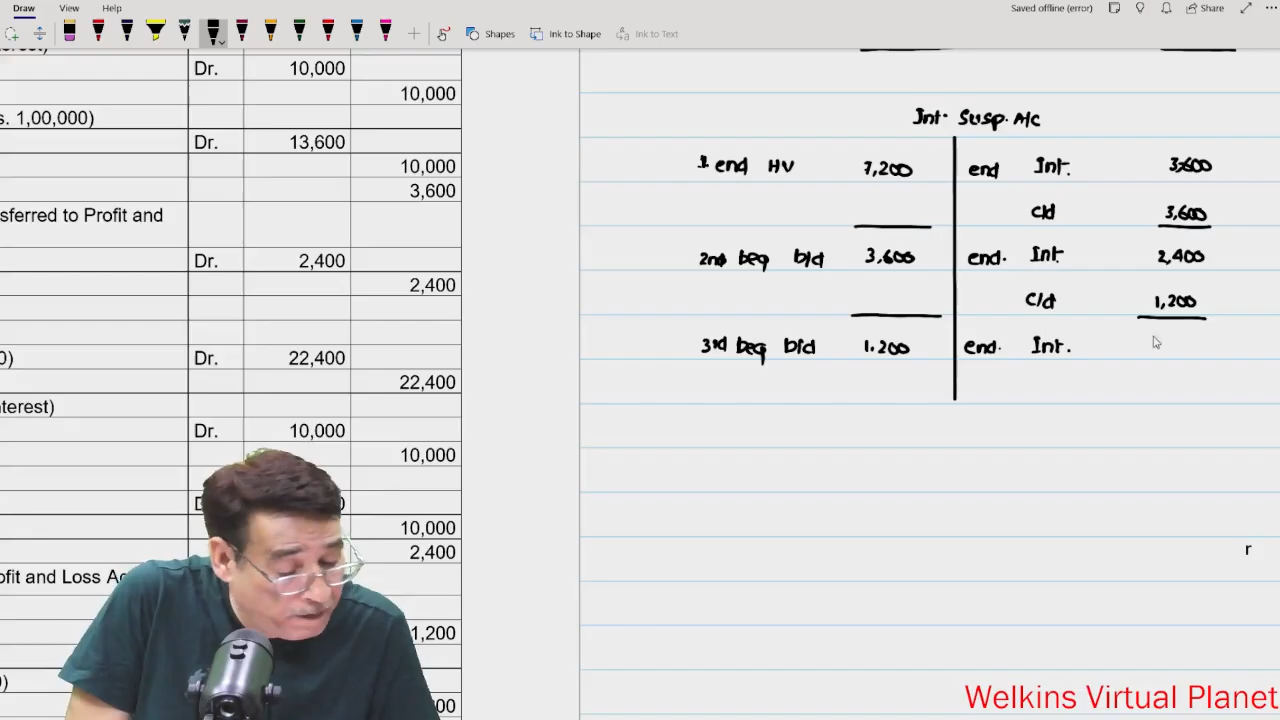 Draw View Help Saved offline (error) Share
Shapes Ink to Shape Ink to Text
Dr. 10,000
10,000
s. 1,00,000)
Dr. 13,600
10,000
3,600
sferred to Profit and
Dr. 2,400
2,400
0) Dr. 22,400
22,400
nterest)
Dr. 10,000
10,000
10,000
2,400
ofit and Loss Ac
1,200
0)
Int. Susp. A/c
1. end HV 7,200 end Int. 3,600
c/d 3,600
2nd beg b/d 3,600 end. Int. 2,400
c/d 1,200
3rd beg b/d 1.200 end. Int.
r
Welkins Virtual Planet